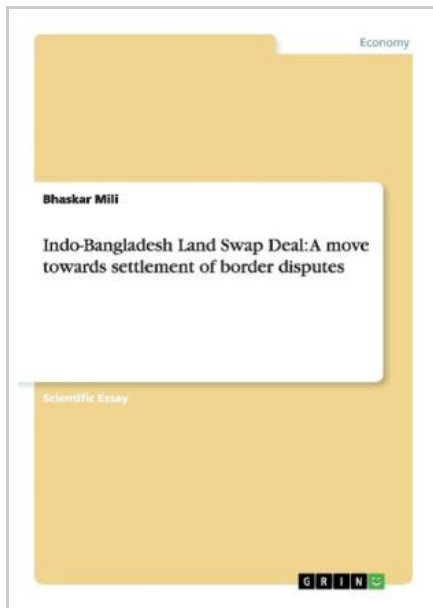 Economy
Bhaskar Mili
Indo-Bangladesh Land Swap Deal: A move
towards settlement of border disputes
Scientific Essay
GRIN